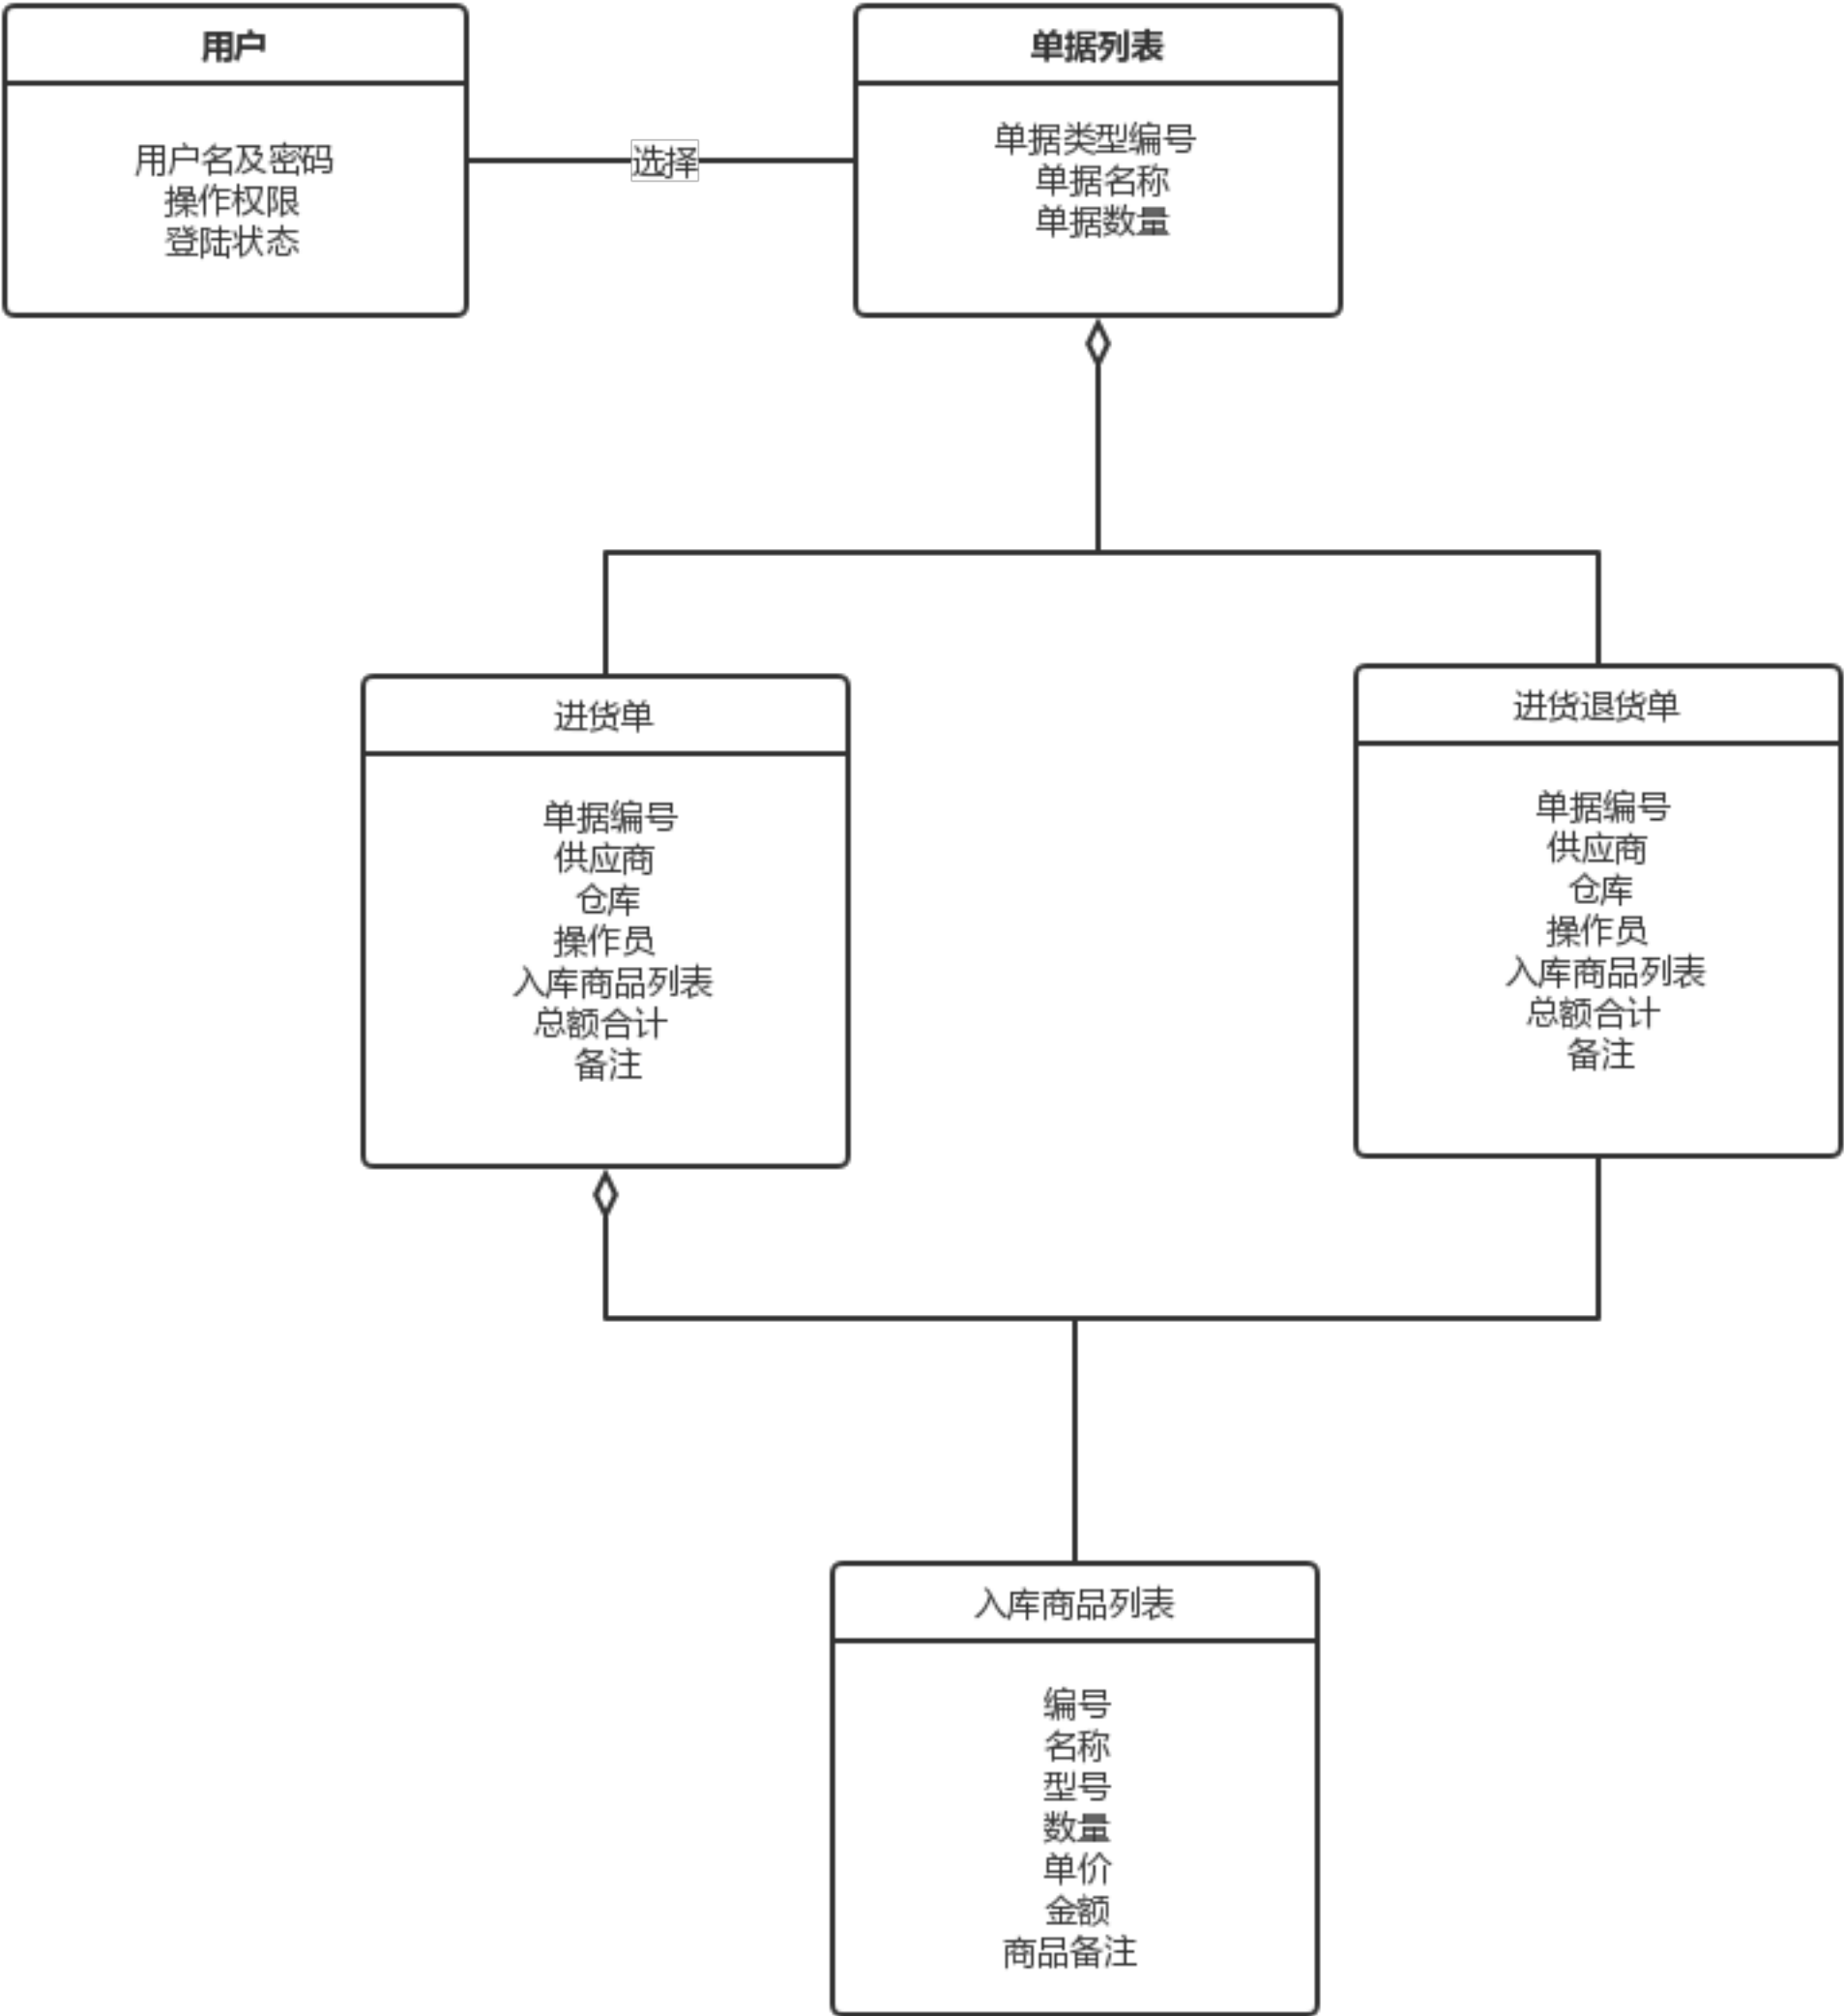 用户
用户名及密码
操作权限
登陆状态
选择
单据列表
单据类型编号
单据名称
单据数量
进货单
单据编号
供应商
仓库
操作员
入库商品列表
总额合计
备注
进货退货单
单据编号
供应商
仓库
操作员
入库商品列表
总额合计
备注
入库商品列表
编号
名称
型号
数量
单价
金额
商品备注